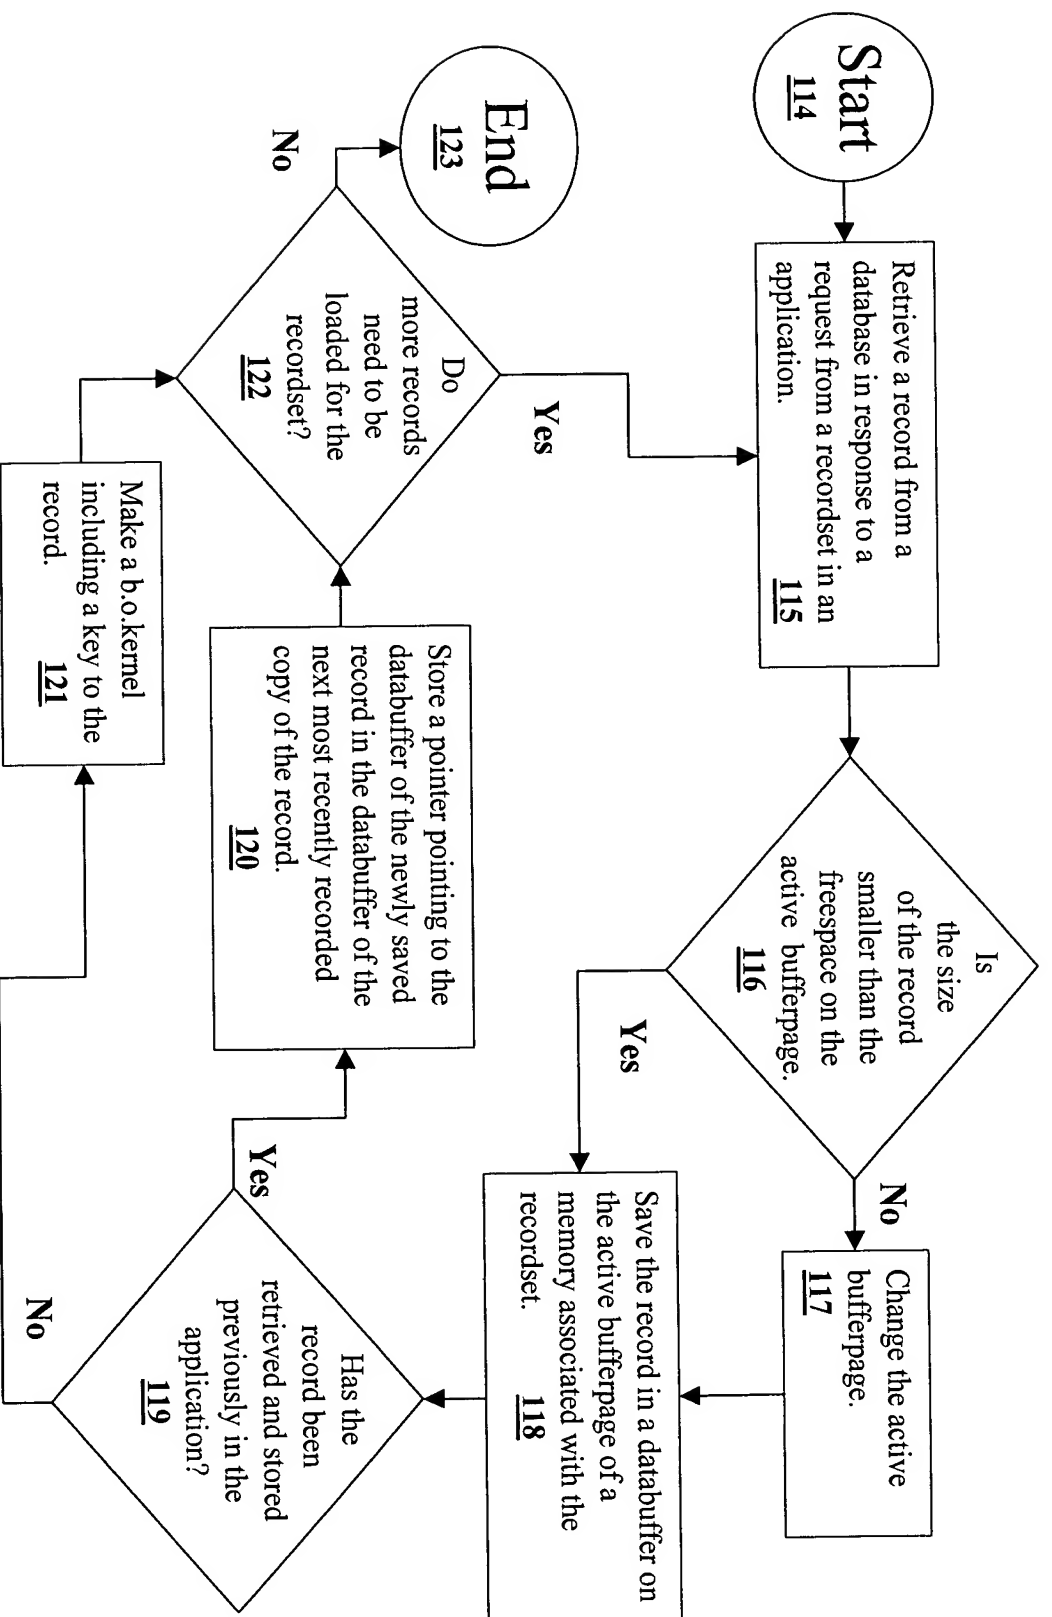 Start
114
Retrieve a record from a
database in response to a
request from a recordset in an
application.
115
Is
the size
of the record
smaller than the
freespace on the
active bufferpage.
116
No
Change the active
bufferpage.
117
Yes
Save the record in a databuffer on
the active bufferpage of a
memory associated with the
recordset.
118
Has the
record been
retrieved and stored
previously in the
application?
119
Yes
No
Store a pointer pointing to the
databuffer of the newly saved
record in the databuffer of the
next most recently recorded
copy of the record.
120
Make a b.o.kernel
including a key to the
record.
121
Do
more records
need to be
loaded for the
recordset?
122
Yes
No
End
123